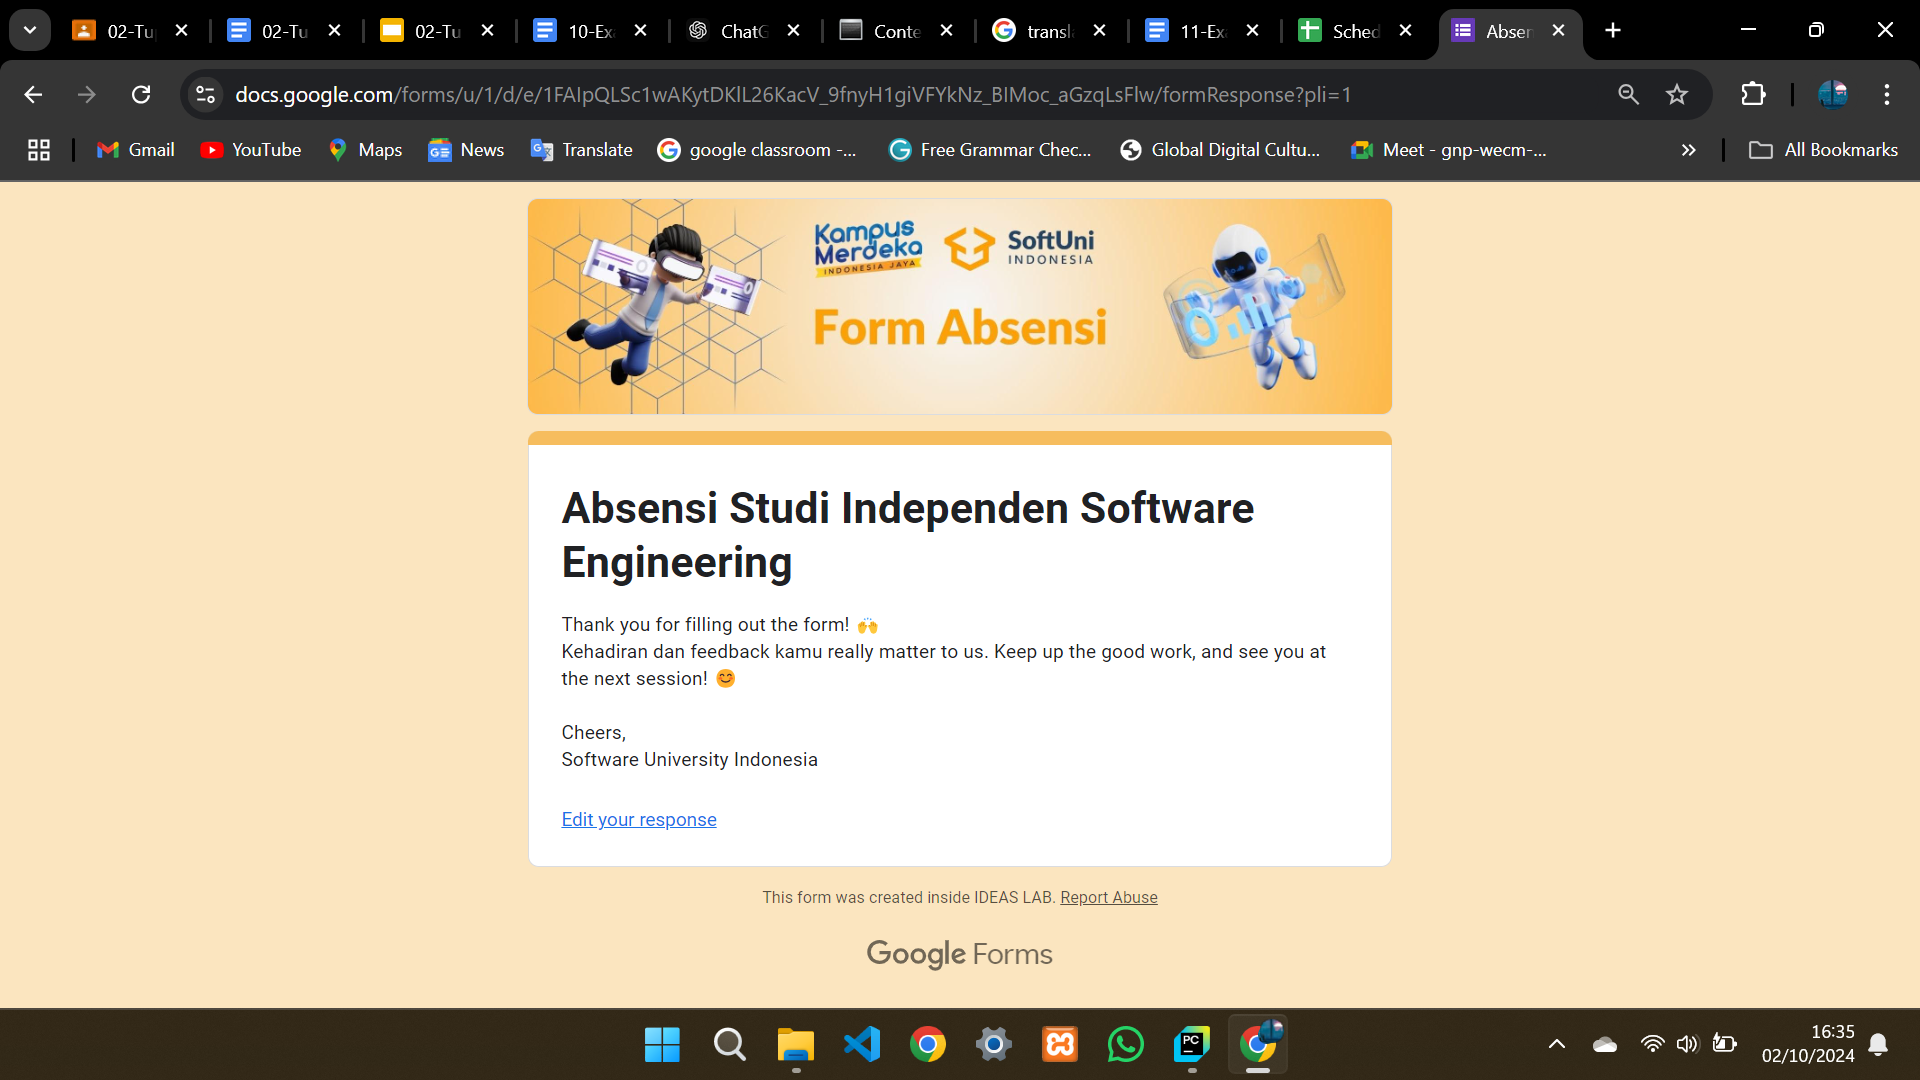 02-Tu
02-Tu
02-Tu
10-Ex
ChatG
Conte
transl
11-Ex
Sched
Absen
docs.google.com/forms/u/1/d/e/1FAIpQLSc1wAKytDKlL26KacV_9fnyH1giVFYkNz_BIMoc_aGzqLsFlw/formResponse?pli=1
Gmail
YouTube
Maps
News
Translate
google classroom -...
Free Grammar Chec...
Global Digital Cultu...
Meet - gnp-wecm-...
All Bookmarks
Kampus
Merdeka
INDONESIA JAYA
SoftUni
INDONESIA
Form Absensi
Absensi Studi Independen Software
Engineering
Thank you for filling out the form! 🙌
Kehadiran dan feedback kamu really matter to us. Keep up the good work, and see you at
the next session! 😊
Cheers,
Software University Indonesia
Edit your response
This form was created inside IDEAS LAB. Report Abuse
Google Forms
PC
16:35
02/10/2024